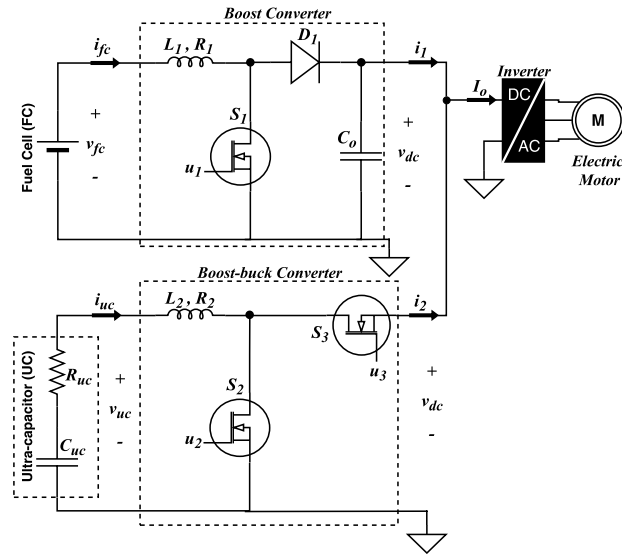 Boost Converter
i_fc
L_1, R_1
D_1
i_1
I_o
Inverter
DC
AC
M
Electric
Motor
Fuel Cell (FC)
+
v_fc
-
S_1
u_1
C_o
+
v_dc
-
Boost-buck Converter
i_uc
L_2, R_2
i_2
S_3
u_3
Ultra-capacitor (UC)
R_uc
C_uc
+
v_uc
-
S_2
u_2
+
v_dc
-